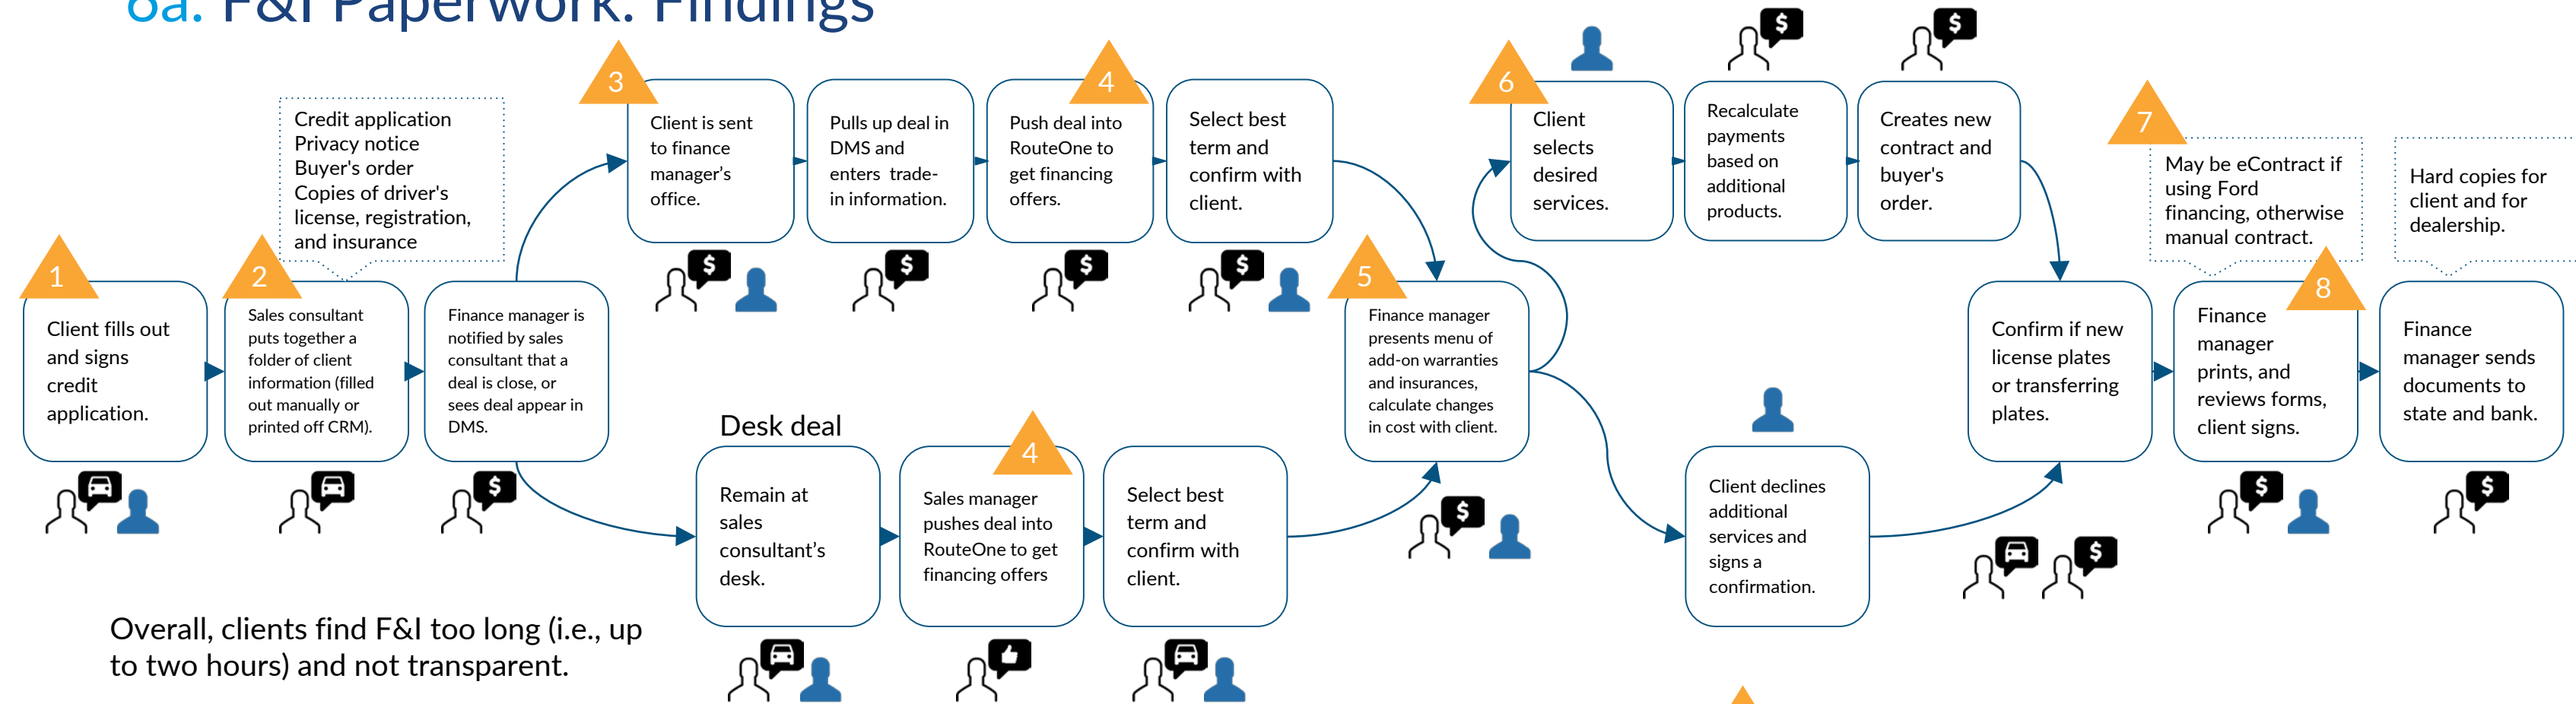 6a. F&I Paperwork: Findings
1
Client fills out
and signs
credit
application.
2
Credit application
Privacy notice
Buyer's order
Copies of driver's
license, registration,
and insurance
Sales consultant
puts together a
folder of client
information (filled
out manually or
printed off CRM).
Finance manager is
notified by sales
consultant that a
deal is close, or
sees deal appear in
DMS.
3
Client is sent
to finance
manager’s
office.
Pulls up deal in
DMS and
enters trade-
in information.
4
Push deal into
RouteOne to
get financing
offers.
Select best
term and
confirm with
client.
Desk deal
Remain at
sales
consultant’s
desk.
4
Sales manager
pushes deal into
RouteOne to get
financing offers
Select best
term and
confirm with
client.
5
Finance manager
presents menu of
add-on warranties
and insurances,
calculate changes
in cost with client.
6
Client
selects
desired
services.
Recalculate
payments
based on
additional
products.
Creates new
contract and
buyer's
order.
Client declines
additional
services and
signs a
confirmation.
Confirm if new
license plates
or transferring
plates.
7
May be eContract if
using Ford
financing, otherwise
manual contract.
8
Finance
manager
prints, and
reviews forms,
client signs.
Hard copies for
client and for
dealership.
Finance
manager sends
documents to
state and bank.
$
$
$
$
$
$
$
$
$
$
$
Overall, clients find F&I too long (i.e., up
to two hours) and not transparent.